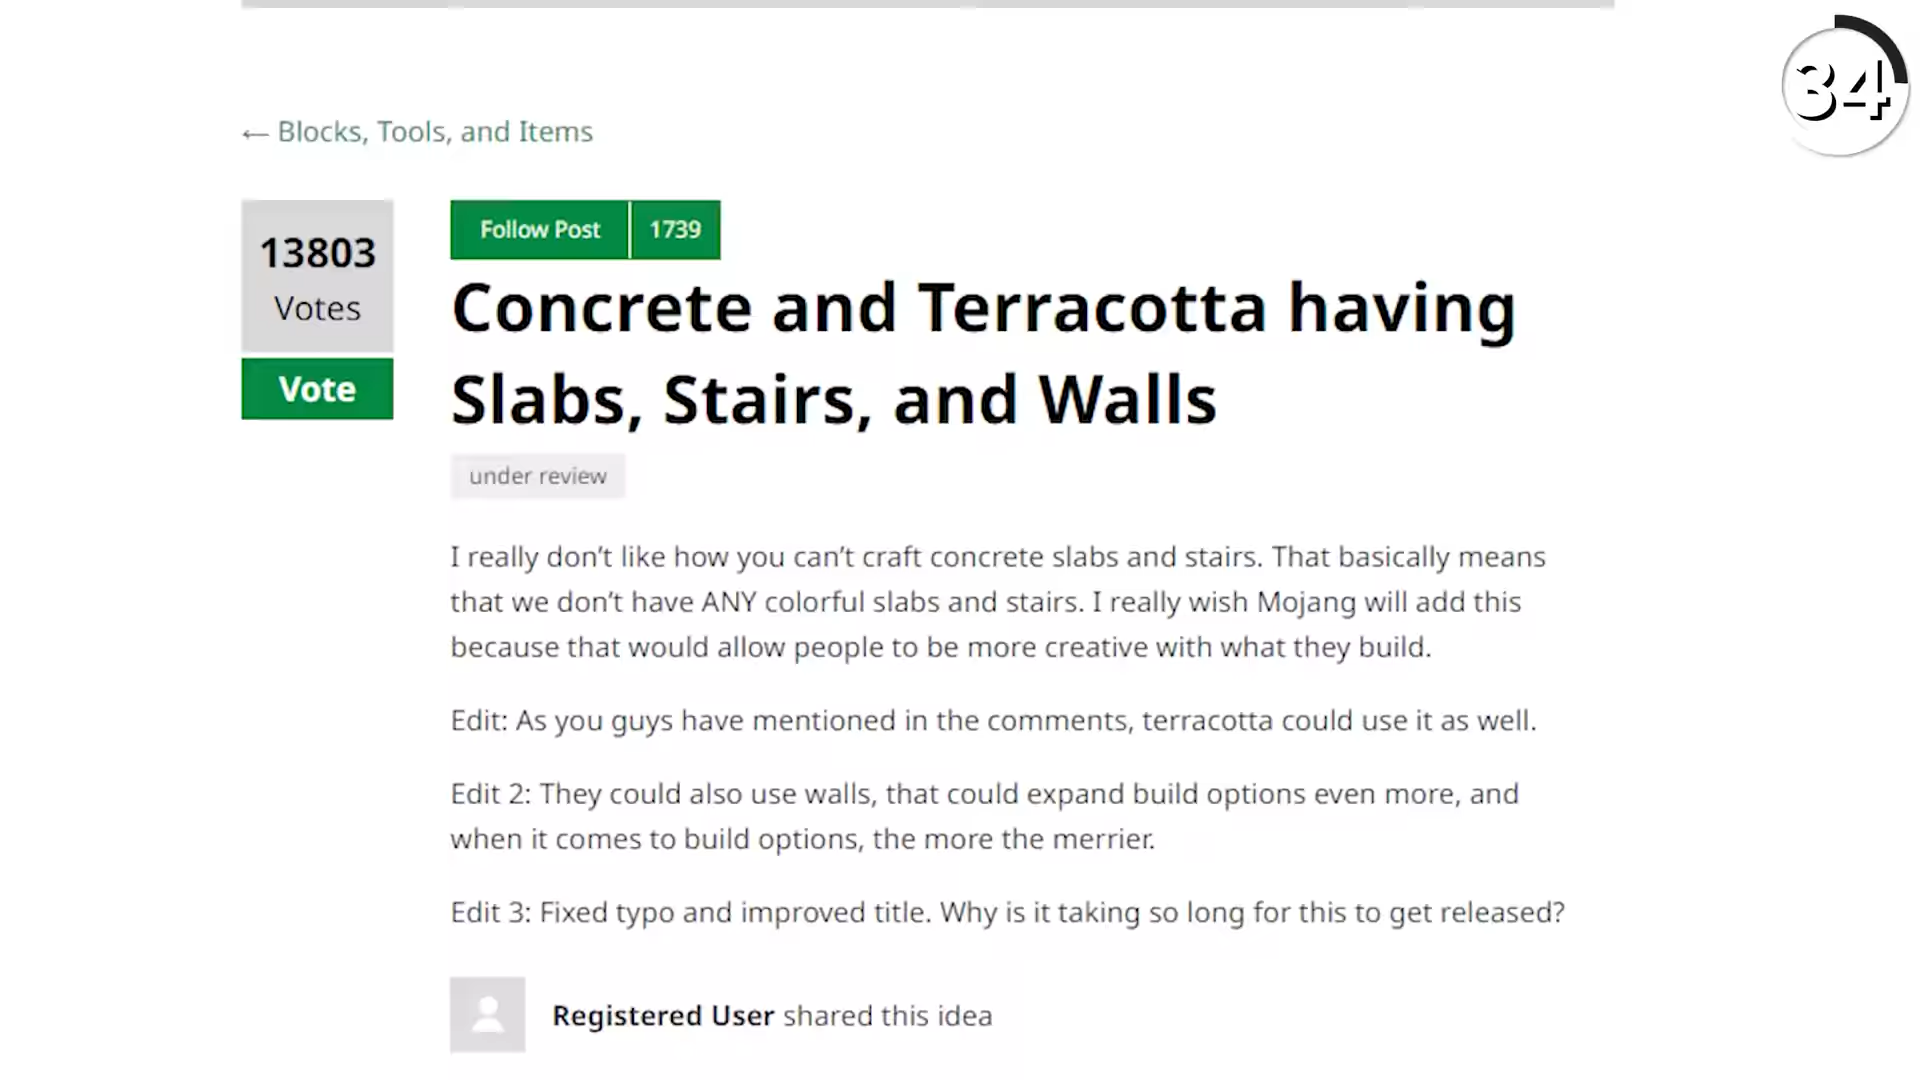 34
← Blocks, Tools, and Items
13803
Votes
Vote
Follow Post 1739
Concrete and Terracotta having
Slabs, Stairs, and Walls
under review
I really don’t like how you can’t craft concrete slabs and stairs. That basically means
that we don’t have ANY colorful slabs and stairs. I really wish Mojang will add this
because that would allow people to be more creative with what they build.
Edit: As you guys have mentioned in the comments, terracotta could use it as well.
Edit 2: They could also use walls, that could expand build options even more, and
when it comes to build options, the more the merrier.
Edit 3: Fixed typo and improved title. Why is it taking so long for this to get released?
Registered User shared this idea